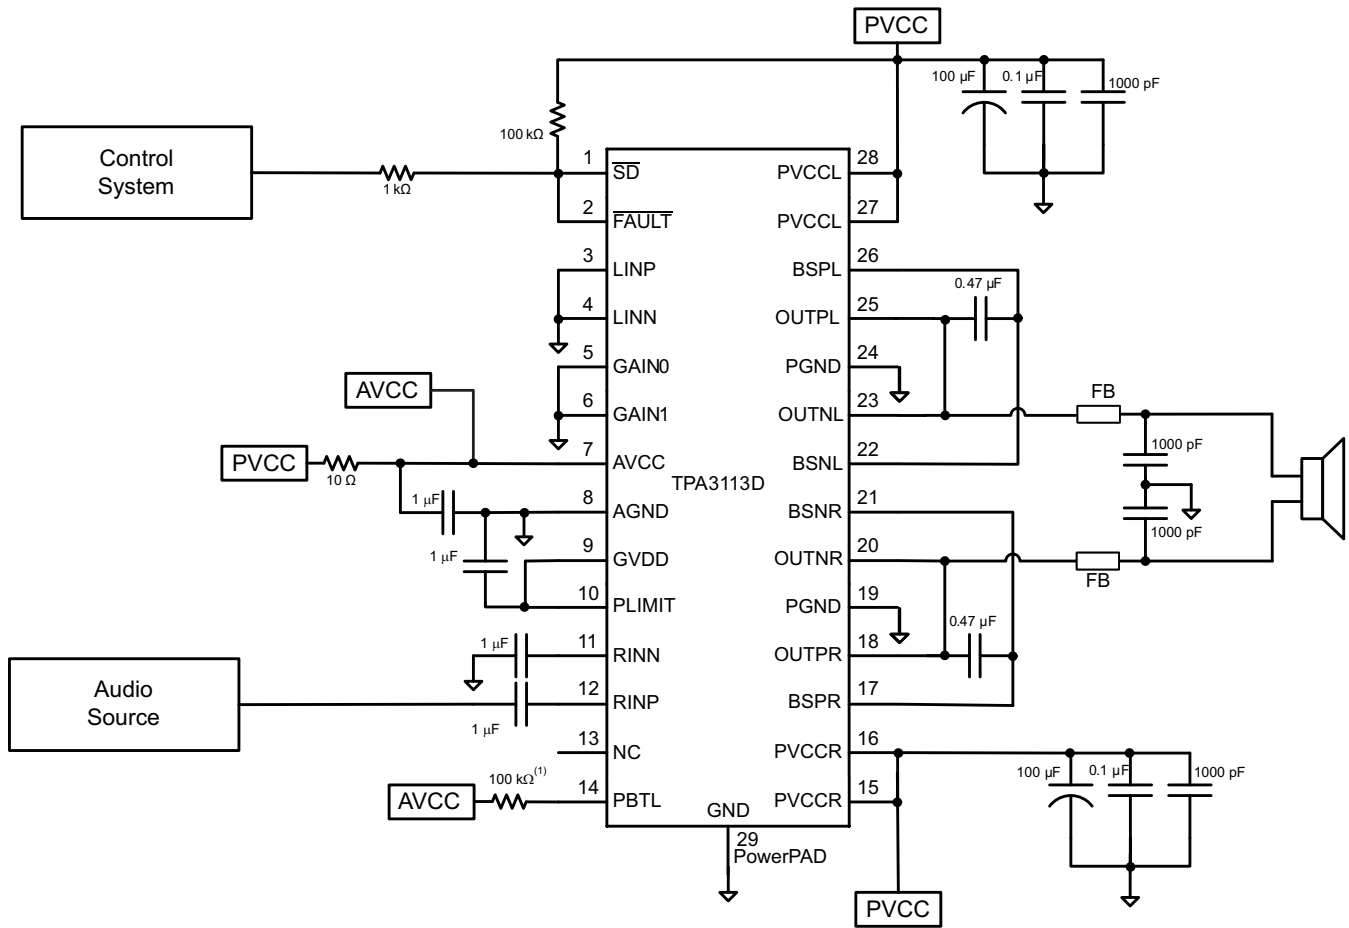 PVCC
100 µF
0.1 µF
1000 pF
100 kΩ
Control
System
1 kΩ
1
SD
28
PVCCL
2
FAULT
27
PVCCL
3
LINP
26
BSPL
0.47 µF
4
LINN
25
OUTPL
5
GAIN0
24
PGND
AVCC
6
GAIN1
23
OUTNL
FB
PVCC
10 Ω
7
AVCC
22
BSNL
1000 pF
TPA3113D
1 µF
8
AGND
21
BSNR
1000 pF
1 µF
9
GVDD
20
OUTNR
FB
10
PLIMIT
19
PGND
0.47 µF
1 µF
11
RINN
18
OUTPR
Audio
Source
12
RINP
17
BSPR
1 µF
13
NC
16
PVCCR
100 µF
0.1 µF
1000 pF
AVCC
100 kΩ(1)
14
PBTL
15
PVCCR
GND
29
PowerPAD
PVCC